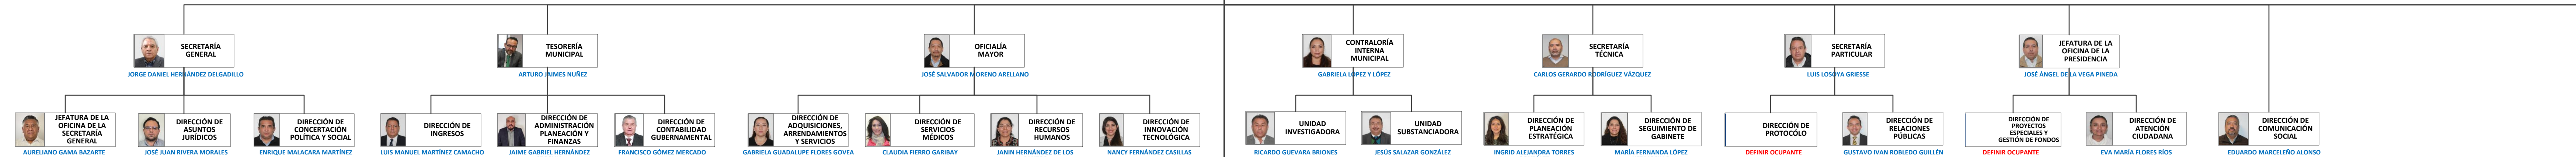 SECRETARÍA
GENERAL
JORGE DANIEL HERNÁNDEZ DELGADILLO
TESORERÍA
MUNICIPAL
ARTURO JAIMES NUÑEZ
OFICIALÍA
MAYOR
JOSÉ SALVADOR MORENO ARELLANO
CONTRALORÍA
INTERNA
MUNICIPAL
GABRIELA LÓPEZ Y LÓPEZ
SECRETARÍA
TÉCNICA
CARLOS GERARDO RODRÍGUEZ VÁZQUEZ
SECRETARÍA
PARTICULAR
LUIS LOSOYA GRIESSE
JEFATURA DE LA
OFICINA DE LA
PRESIDENCIA
JOSÉ ÁNGEL DE LA VEGA PINEDA
JEFATURA DE LA
OFICINA DE LA
SECRETARÍA
GENERAL
AURELIANO GAMA BAZARTE
DIRECCIÓN DE
ASUNTOS
JURÍDICOS
JOSÉ JUAN RIVERA MORALES
DIRECCIÓN DE
CONCERTACIÓN
POLÍTICA Y SOCIAL
ENRIQUE MALACARA MARTÍNEZ
DIRECCIÓN DE
INGRESOS
LUIS MANUEL MARTÍNEZ CAMACHO
DIRECCIÓN DE
ADMINISTRACIÓN
PLANEACIÓN Y
FINANZAS
JAIME GABRIEL HERNÁNDEZ
DIRECCIÓN DE
CONTABILIDAD
GUBERNAMENTAL
FRANCISCO GÓMEZ MERCADO
DIRECCIÓN DE
ADQUISICIONES,
ARRENDAMIENTOS
Y SERVICIOS
GABRIELA GUADALUPE FLORES GOVEA
DIRECCIÓN DE
SERVICIOS
MÉDICOS
CLAUDIA FIERRO GARIBAY
DIRECCIÓN DE
RECURSOS
HUMANOS
JANIN HERNÁNDEZ DE LOS
DIRECCIÓN DE
INNOVACIÓN
TECNOLÓGICA
NANCY FERNÁNDEZ CASILLAS
UNIDAD
INVESTIGADORA
RICARDO GUEVARA BRIONES
UNIDAD
SUBSTANCIADORA
JESÚS SALAZAR GONZÁLEZ
DIRECCIÓN DE
PLANEACIÓN
ESTRATÉGICA
INGRID ALEJANDRA TORRES
DIRECCIÓN DE
SEGUIMIENTO DE
GABINETE
MARÍA FERNANDA LÓPEZ
DIRECCIÓN DE
PROTOCÓLO
DEFINIR OCUPANTE
DIRECCIÓN DE
RELACIONES
PÚBLICAS
GUSTAVO IVAN ROBLEDO GUILLÉN
DIRECCIÓN DE
PROYECTOS
ESPECIALES Y
GESTIÓN DE FONDOS
DEFINIR OCUPANTE
DIRECCIÓN DE
ATENCIÓN
CIUDADANA
EVA MARÍA FLORES RÍOS
DIRECCIÓN DE
COMUNICACIÓN
SOCIAL
EDUARDO MARCELEÑO ALONSO